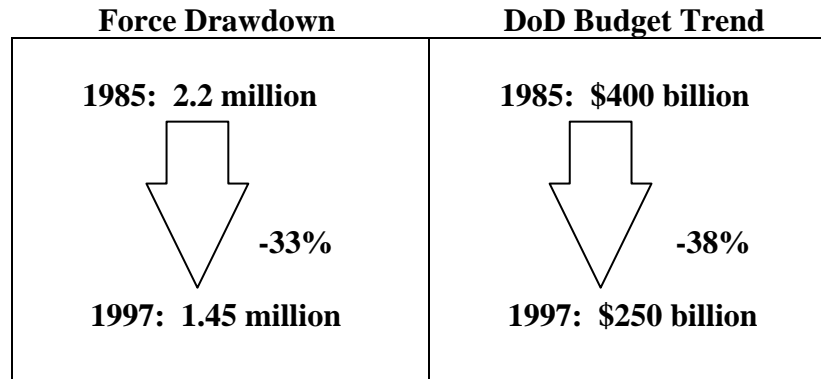 Force Drawdown
1985: 2.2 million
-33%
1997: 1.45 million
DoD Budget Trend
1985: $400 billion
-38%
1997: $250 billion